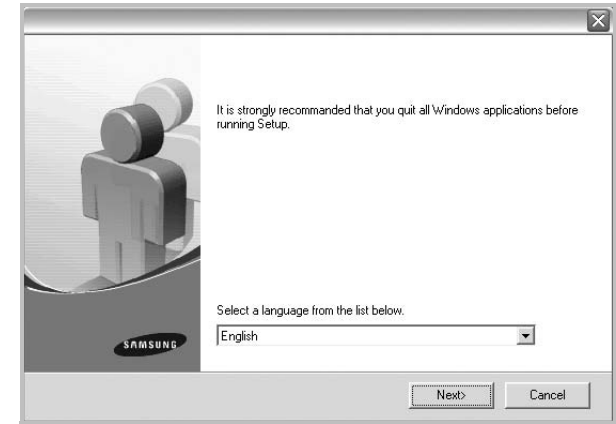 It is strongly recommanded that you quit all Windows applications before
running Setup.
Select a language from the list below.
English
SAMSUNG
Next>
Cancel